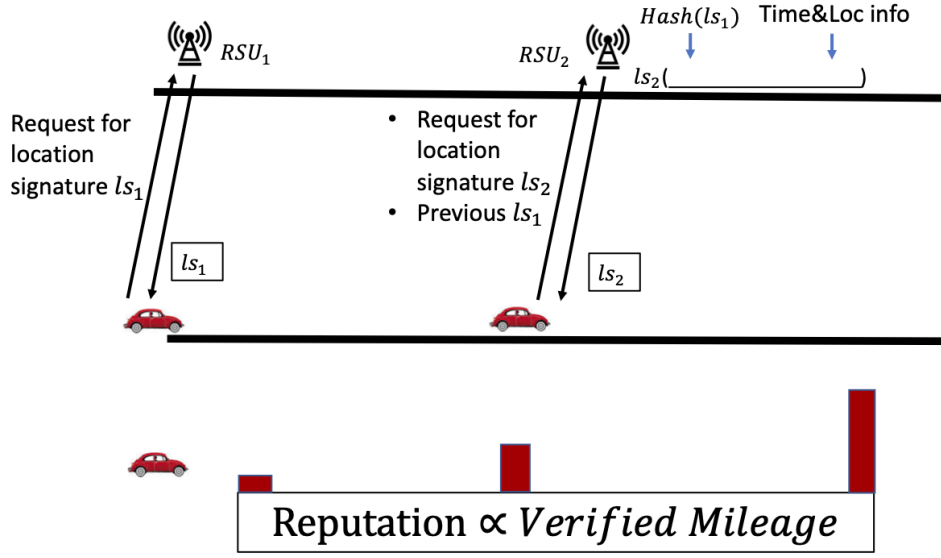 RSU₁
Request for
location
signature ls₁
ls₁
RSU₂
• Request for
location
signature ls₂
• Previous ls₁
ls₂
Hash(ls₁)
Time&Loc info
ls₂( )
Reputation ∝ Verified Mileage